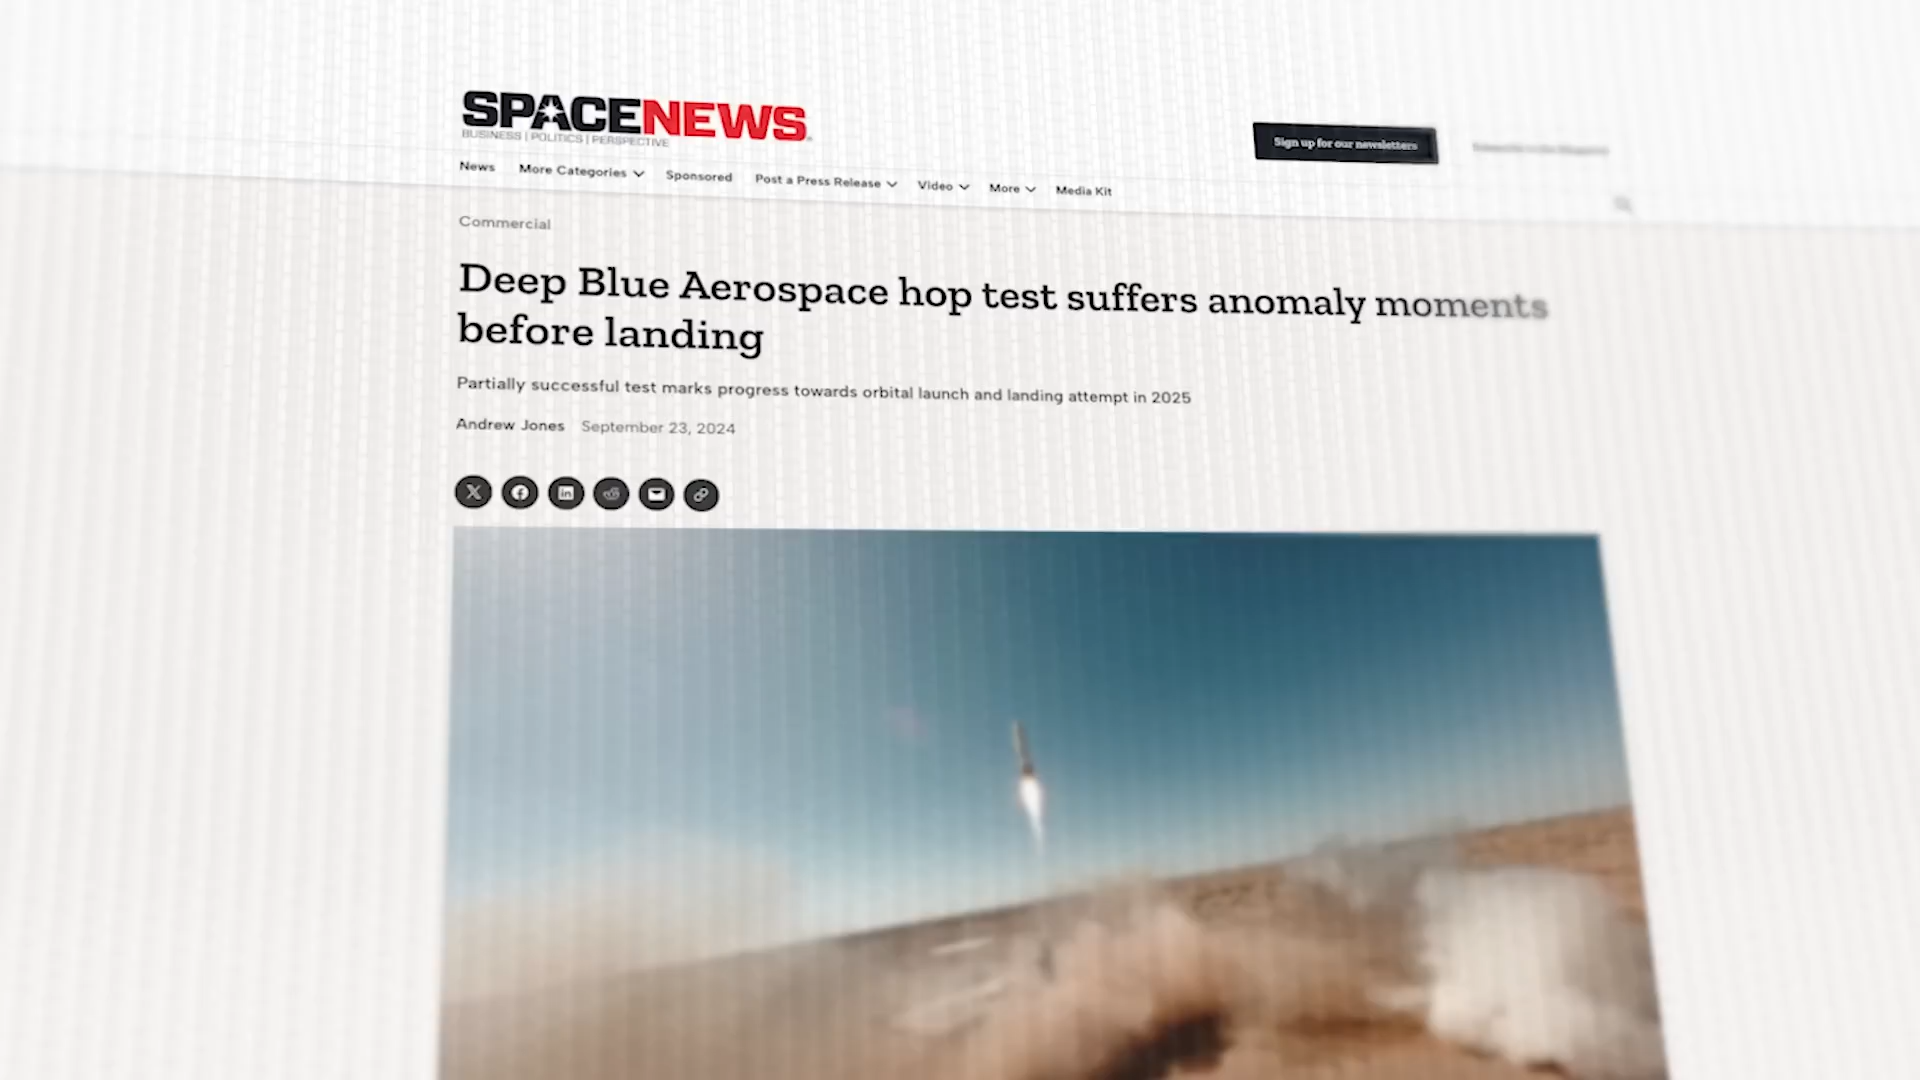 SPACENEWS
BUSINESS | POLITICS | PERSPECTIVE
Sign up for our newsletters
News More Categories Sponsored Post a Press Release Video More Media Kit
Commercial
Deep Blue Aerospace hop test suffers anomaly moments
before landing
Partially successful test marks progress towards orbital launch and landing attempt in 2025
Andrew Jones September 23, 2024